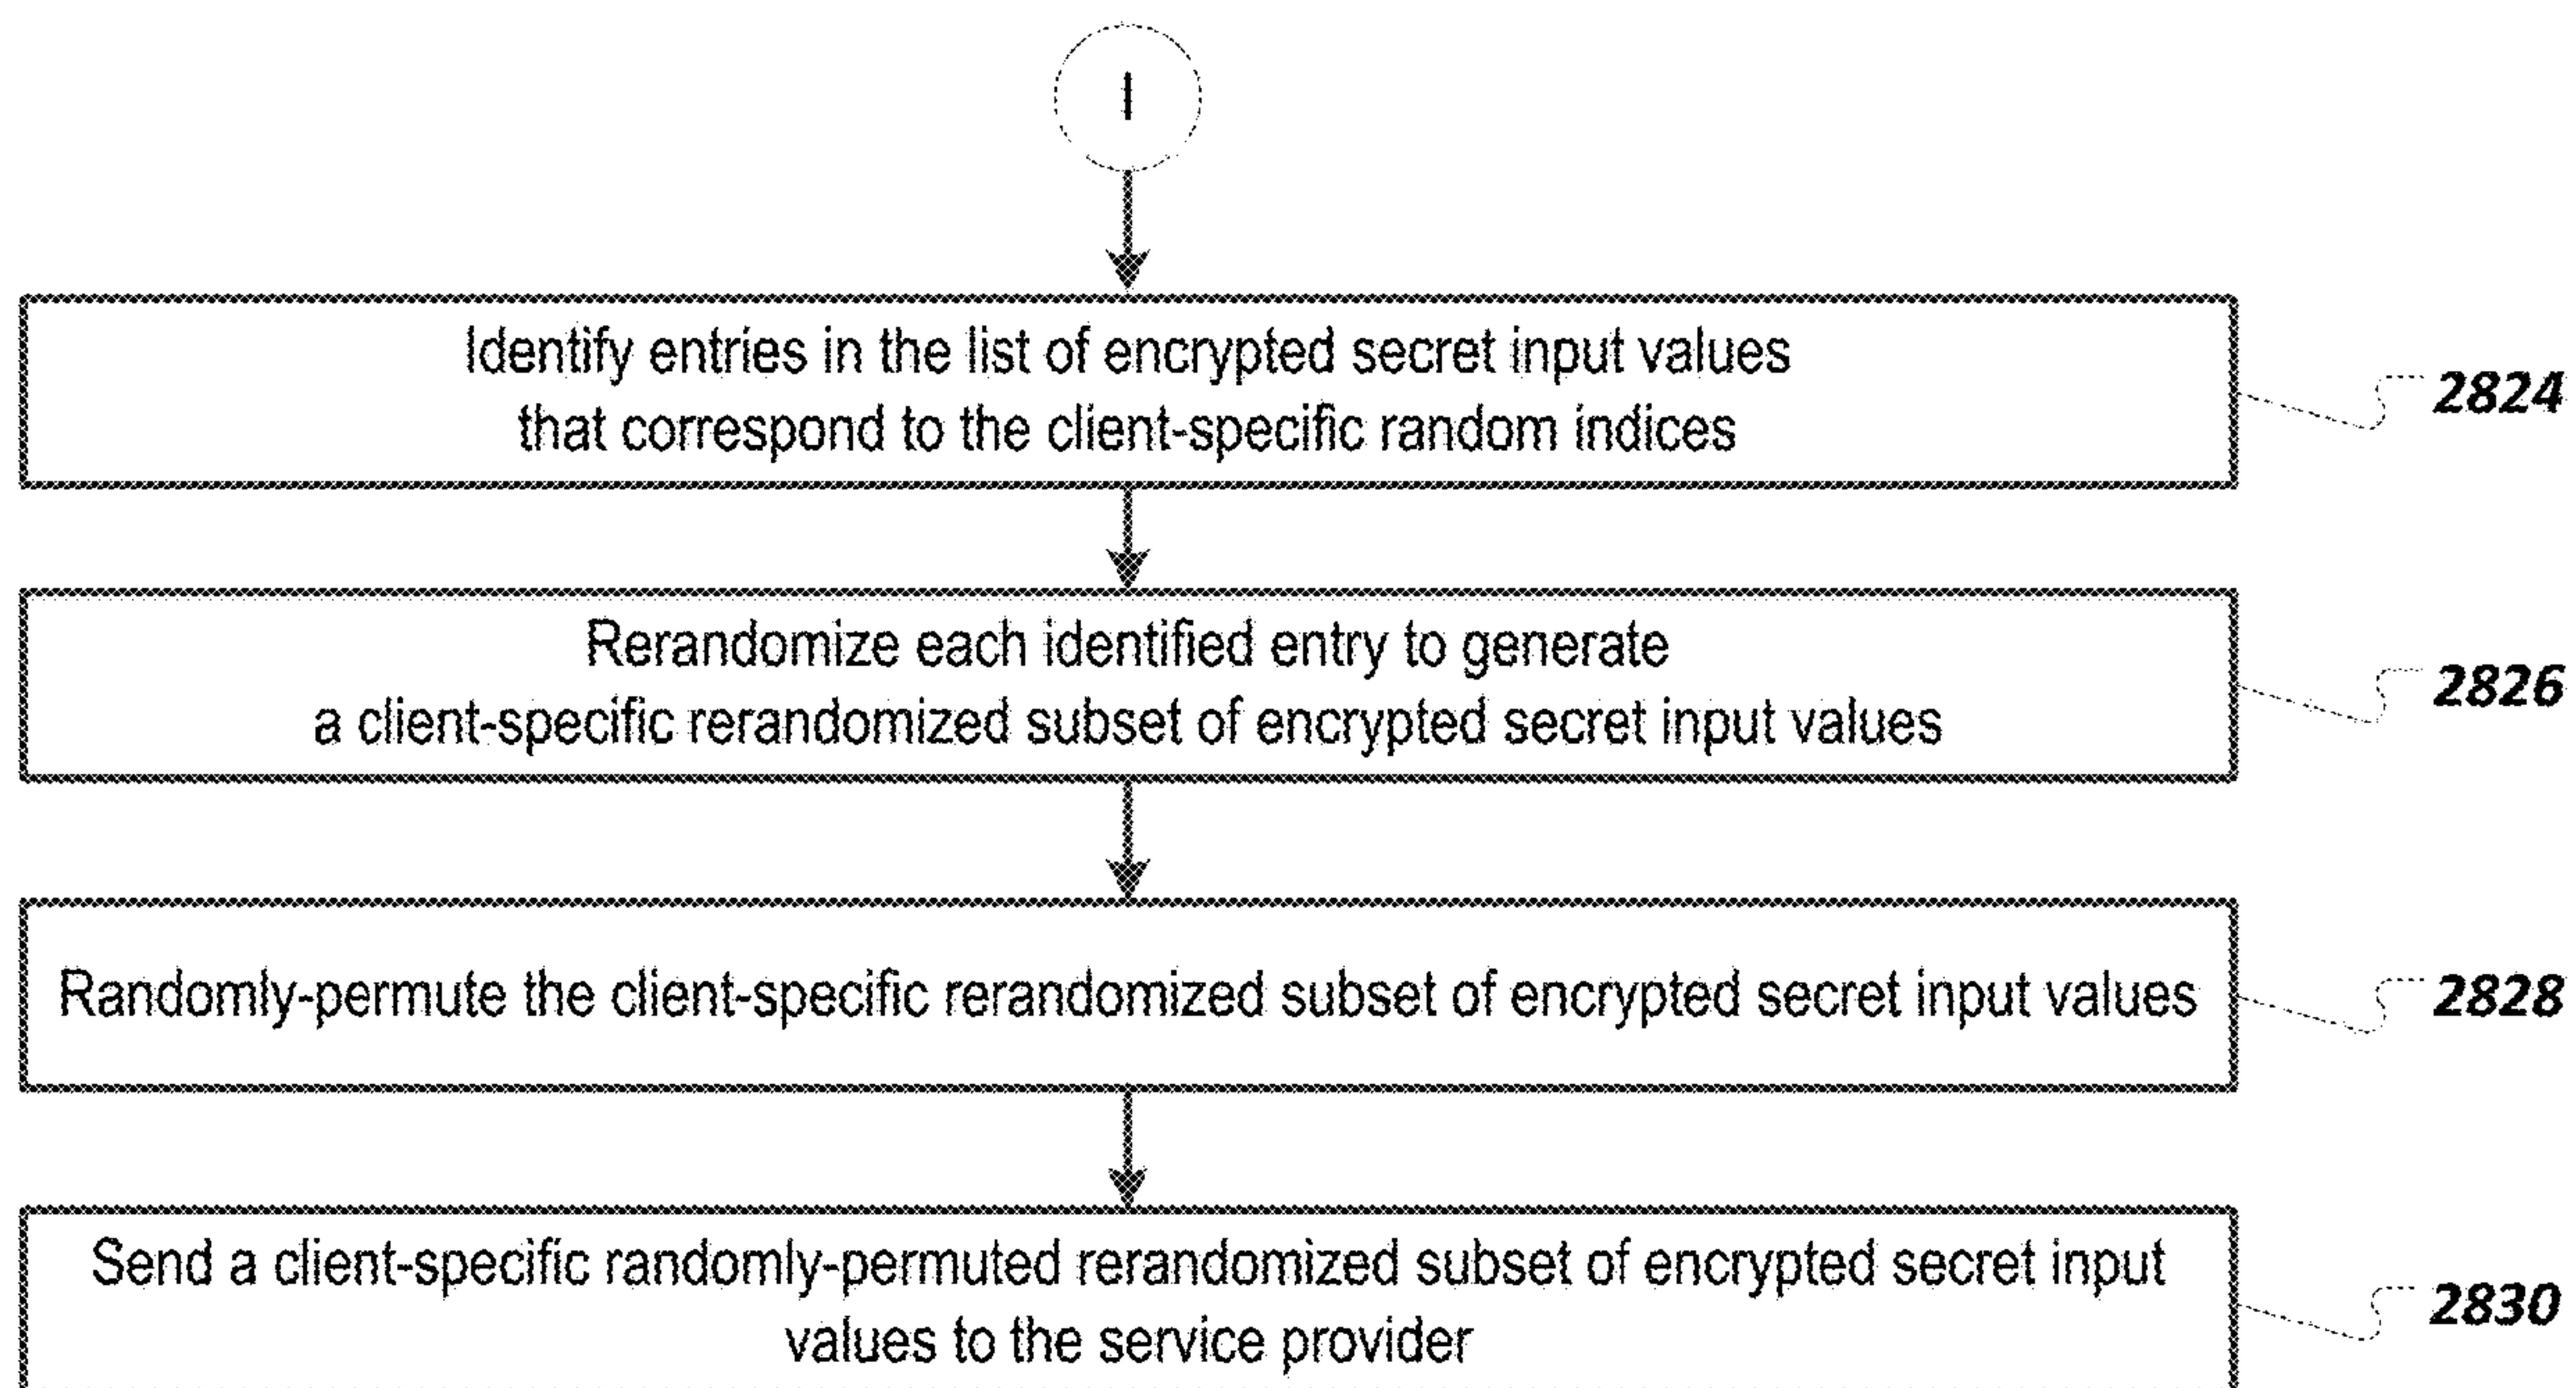 I
Identify entries in the list of encrypted secret input values
that correspond to the client-specific random indices
2824
Rerandomize each identified entry to generate
a client-specific rerandomized subset of encrypted secret input values
2826
Randomly-permute the client-specific rerandomized subset of encrypted secret input values
2828
Send a client-specific randomly-permuted rerandomized subset of encrypted secret input
values to the service provider
2830